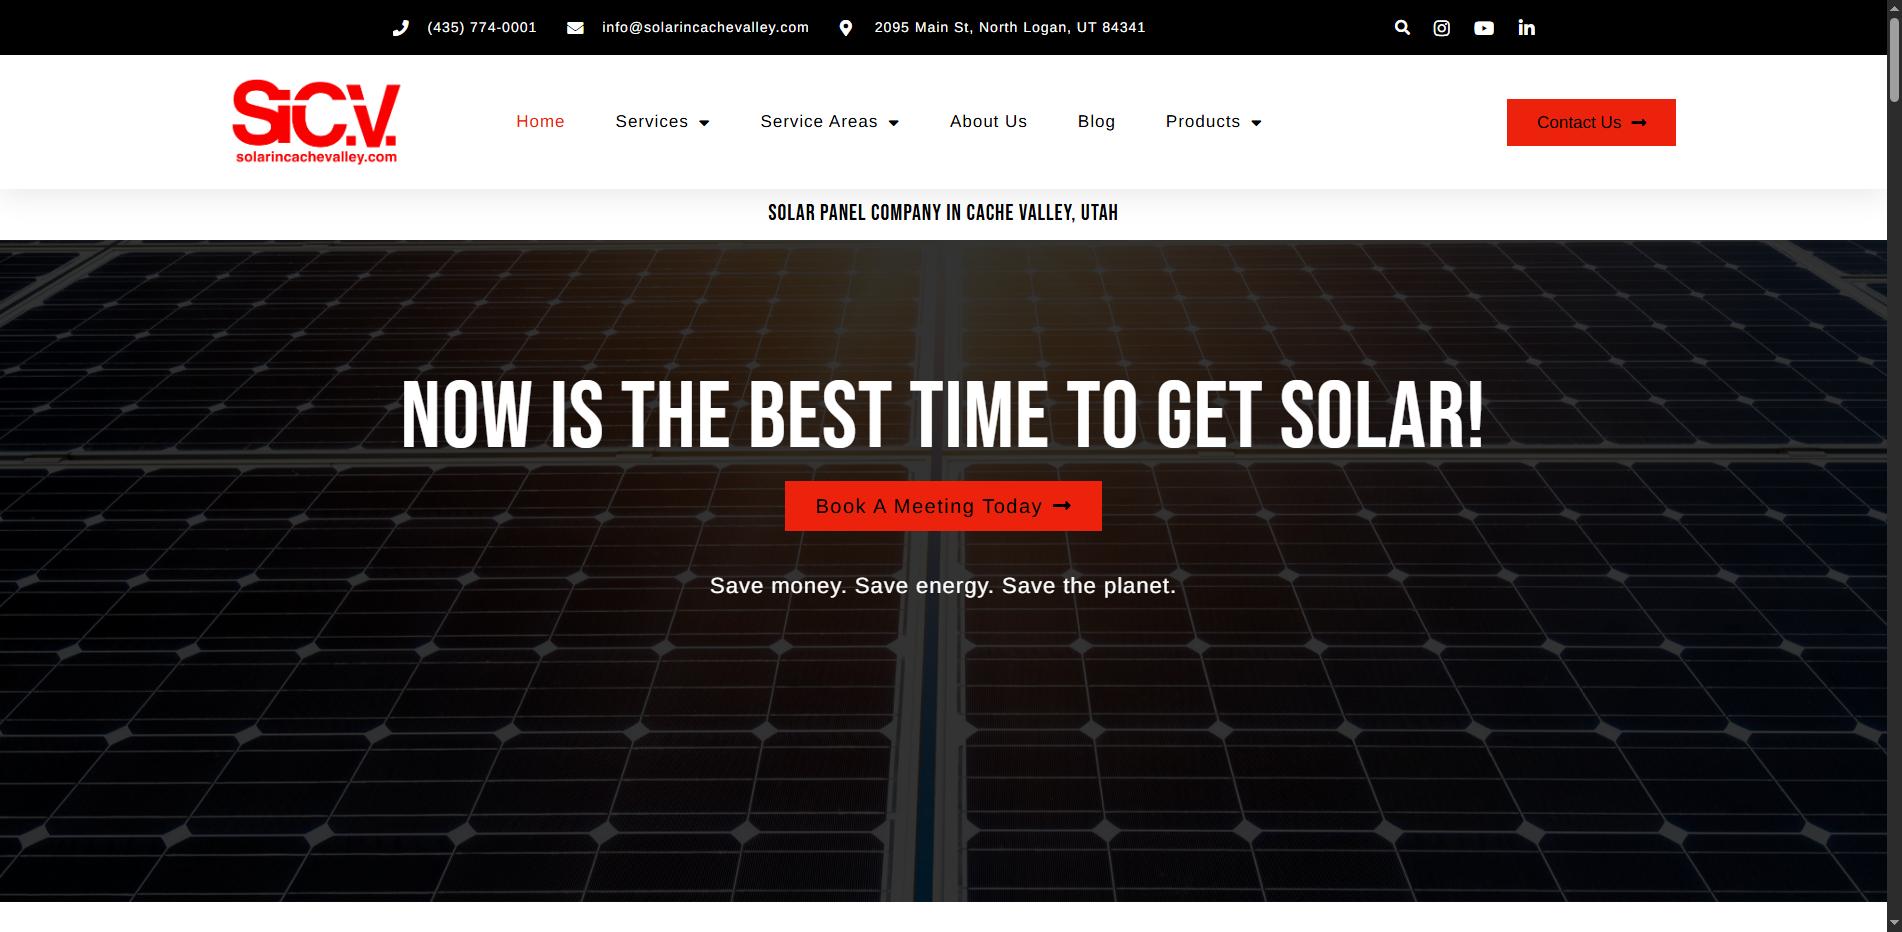 (435) 774-0001 info@solarincachevalley.com 2095 Main St, North Logan, UT 84341
SiC.V.
solarincachevalley.com
Home Services Service Areas About Us Blog Products Contact Us
SOLAR PANEL COMPANY IN CACHE VALLEY, UTAH
NOW IS THE BEST TIME TO GET SOLAR!
Book A Meeting Today
Save money. Save energy. Save the planet.